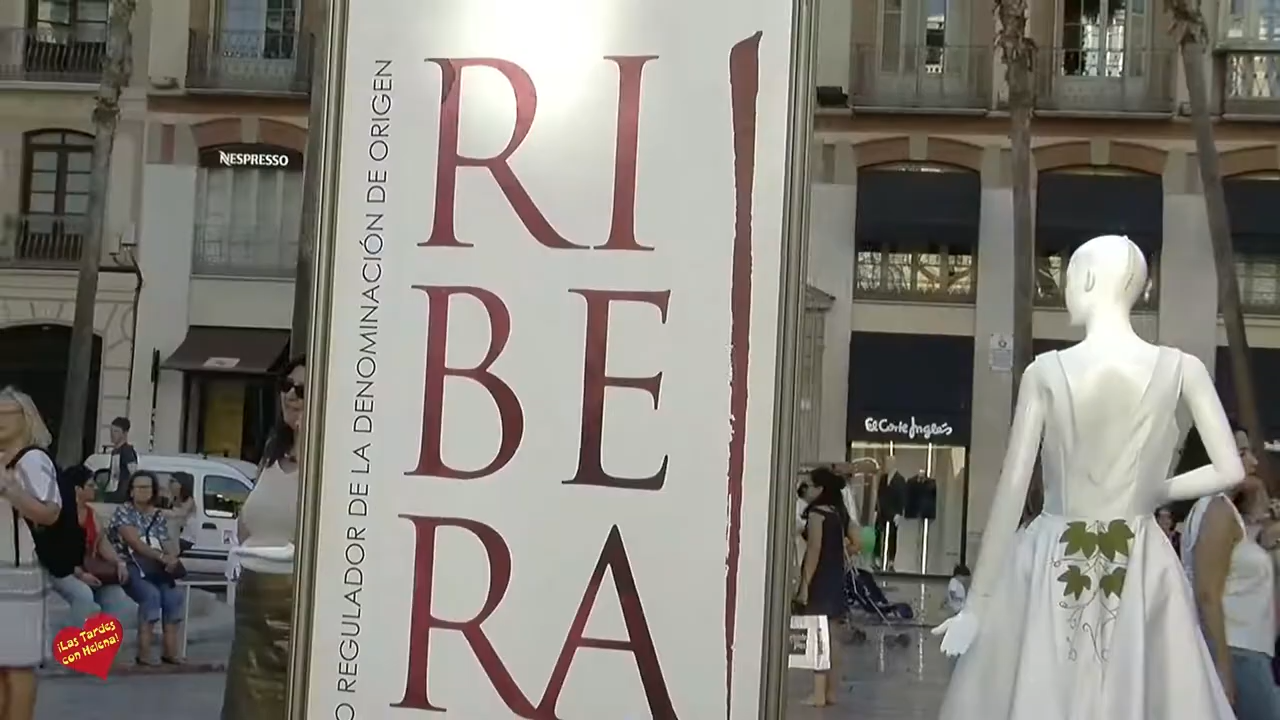 NESPRESSO
O REGULADOR DE LA DENOMINACIÓN DE ORIGEN
RI
BE
RA
El Corte Inglés
¡Las Tardes
con Helena!